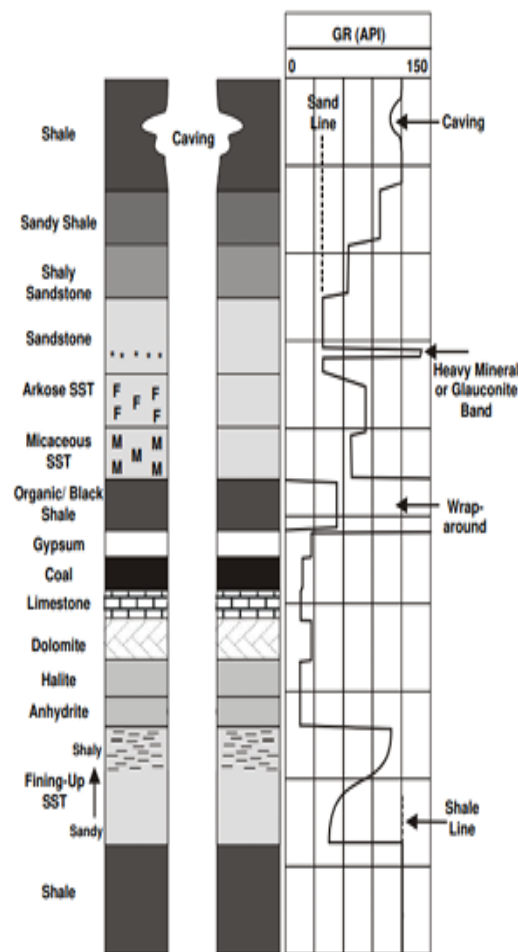 GR (API)
0
150
Sand
Line
Shale
Caving
Caving
Sandy Shale
Shaly
Sandstone
Sandstone
Heavy Mineral
or Glauconite
Band
Arkose SST
F F
F
F F
Micaceous
SST
M M
M
M M
Organic/ Black
Shale
Wrap-
around
Gypsum
Coal
Limestone
Dolomite
Halite
Anhydrite
Shaly
Fining-Up
SST
Sandy
Shale
Line
Shale